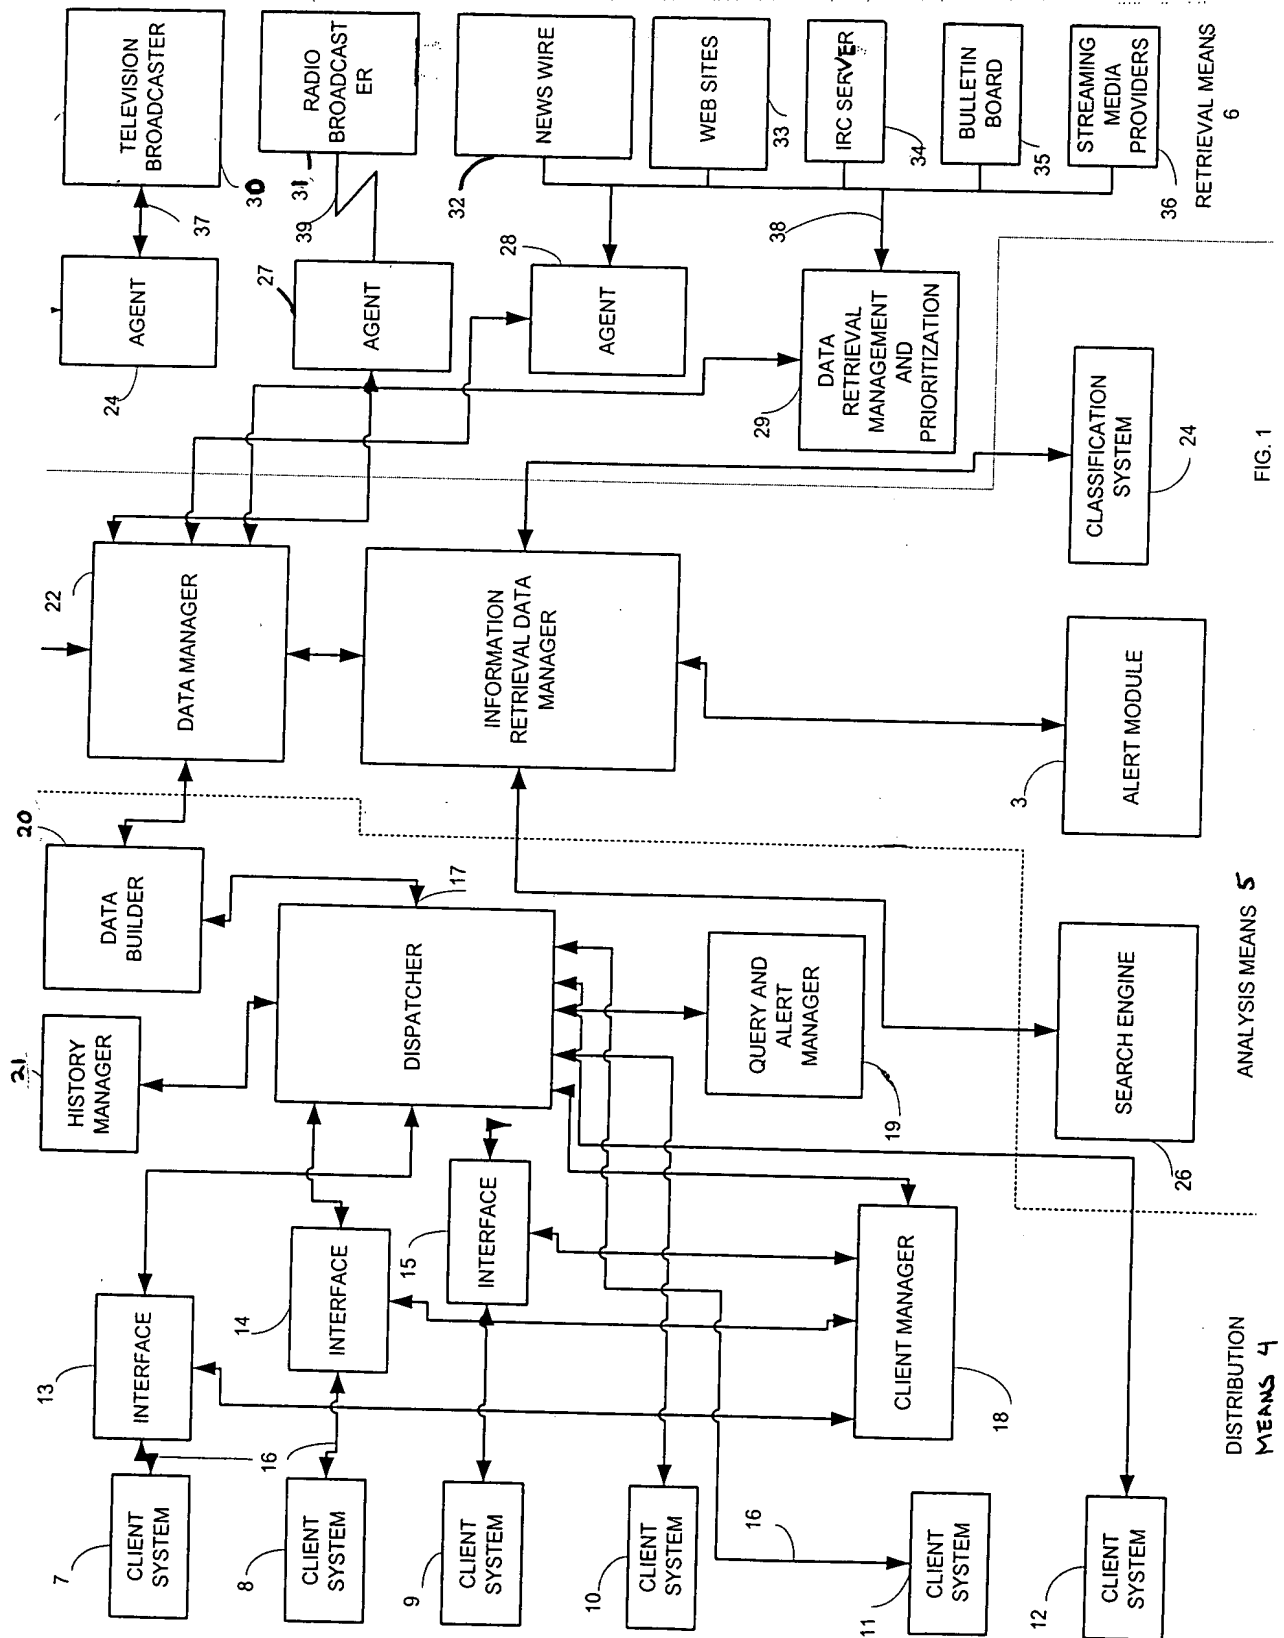 7
CLIENT
SYSTEM
8
CLIENT
SYSTEM
9
CLIENT
SYSTEM
10
CLIENT
SYSTEM
11
CLIENT
SYSTEM
12
CLIENT
SYSTEM
16
16
13
INTERFACE
14
INTERFACE
15
INTERFACE
CLIENT MANAGER
18
DISTRIBUTION
MEANS 4
21
HISTORY
MANAGER
20
DATA
BUILDER
DISPATCHER
17
QUERY AND
ALERT
MANAGER
19
SEARCH ENGINE
26
ANALYSIS MEANS 5
22
DATA MANAGER
INFORMATION
RETRIEVAL DATA
MANAGER
3
ALERT MODULE
CLASSIFICATION
SYSTEM
24
FIG. 1
24
AGENT
27
AGENT
28
AGENT
29
DATA
RETRIEVAL
MANAGEMENT
AND
PRIORITIZATION
37
39
38
TELEVISION
BROADCASTER
30
RADIO
BROADCAST
ER
31
NEWS WIRE
32
WEB SITES
33
IRC SERVER
34
BULLETIN
BOARD
35
STREAMING
MEDIA
PROVIDERS
36
RETRIEVAL MEANS
6